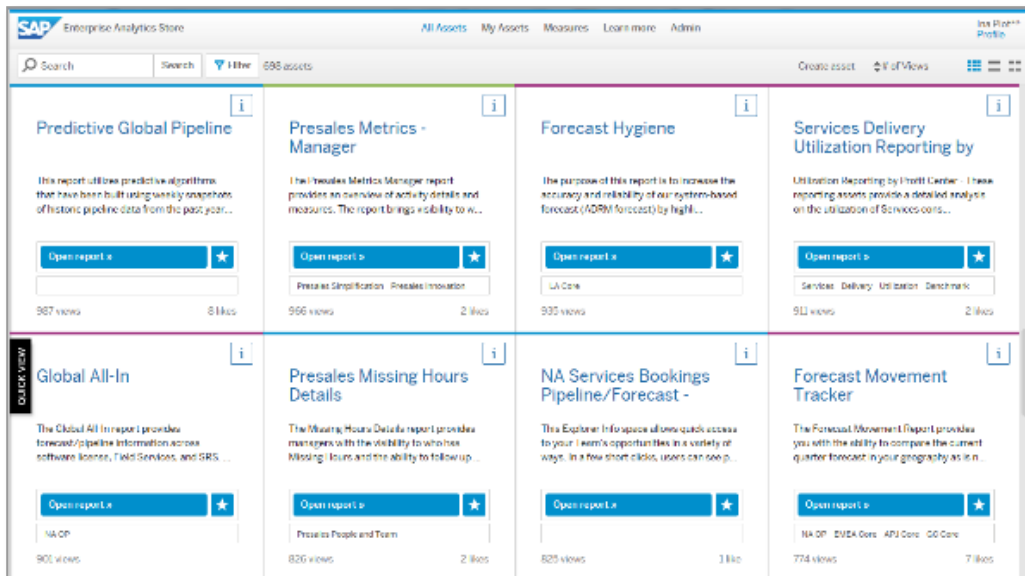 SAP Enterprise Analytics Store
All Assets My Assets Measures Learn more Admin
Profile
Search Search Filter 698 assets
Create asset # of Views
i
Predictive Global Pipeline
This report utilizes predictive algorithms
that have been built using weekly snapshots
of historic pipeline data from the past year...
Open report »
987 views 8 likes
i
Presales Metrics -
Manager
The Presales Metrics Manager report
provides an overview of activity details and
measures. The report brings visibility to w...
Open report »
Presales Simplification Presales Innovation
966 views 2 likes
i
Forecast Hygiene
The purpose of this report is to increase the
accuracy and reliability of our system-based
forecast (ADRM forecast) by highli...
Open report »
LA Core
935 views
i
Services Delivery
Utilization Reporting by
Utilization Reporting by Profit Center - These
reporting assets provide a detailed analysis
on the utilization of Services cons...
Open report »
Services Delivery Utilization Benchmark
911 views 2 likes
QUICK VIEW
i
Global All-In
The Global All In report provides
forecast/pipeline information across
software license, Field Services, and SRS. ...
Open report »
NA OP
901 views
i
Presales Missing Hours
Details
The Missing Hours Details report provides
managers with the visibility to who has
Missing Hours and the ability to follow up ...
Open report »
Presales People and Team
826 views 2 likes
i
NA Services Bookings
Pipeline/Forecast -
This Explorer Info space allows quick access
to your Team's opportunities in a variety of
ways. In a few short clicks, users can see p...
Open report »
825 views 1 like
i
Forecast Movement
Tracker
The Forecast Movement Report provides
you with the ability to compare the current
quarter forecast in your geography as is n...
Open report »
NA OP EMEA Core APJ Core GC Core
774 views 7 likes